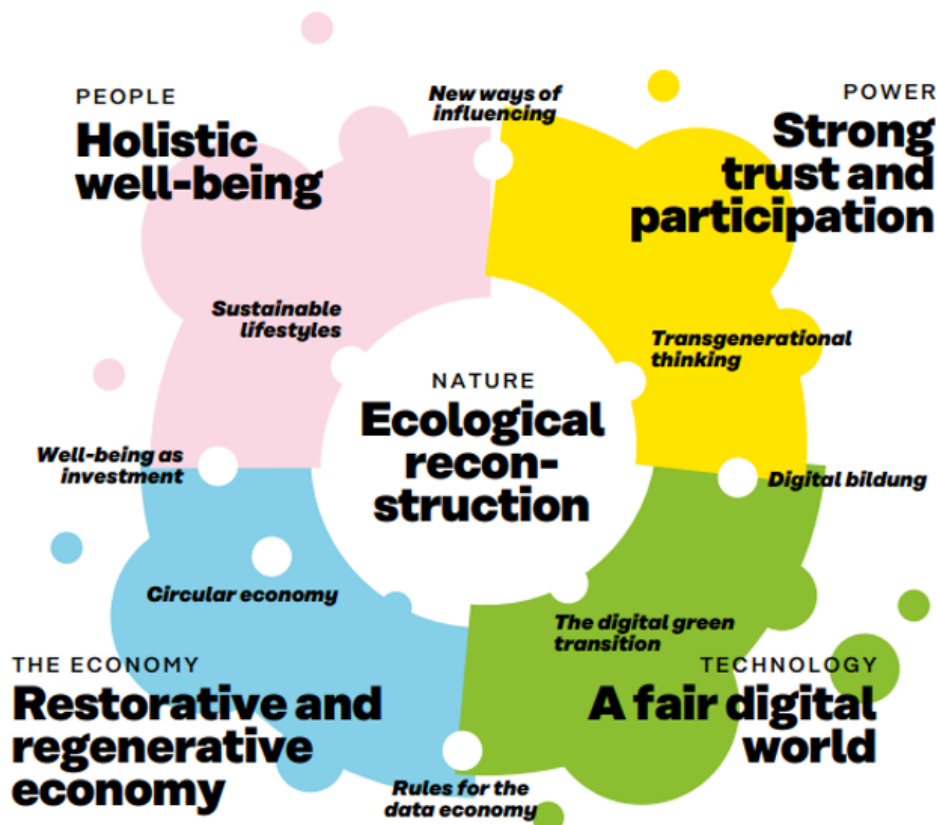 PEOPLE
Holistic
well-being
New ways of
influencing
POWER
Strong
trust and
participation
Sustainable
lifestyles
Transgenerational
thinking
NATURE
Ecological
recon-
struction
Well-being as
investment
Digital bildung
Circular economy
The digital green
transition
THE ECONOMY
Restorative and
regenerative
economy
TECHNOLOGY
A fair digital
world
Rules for the
data economy